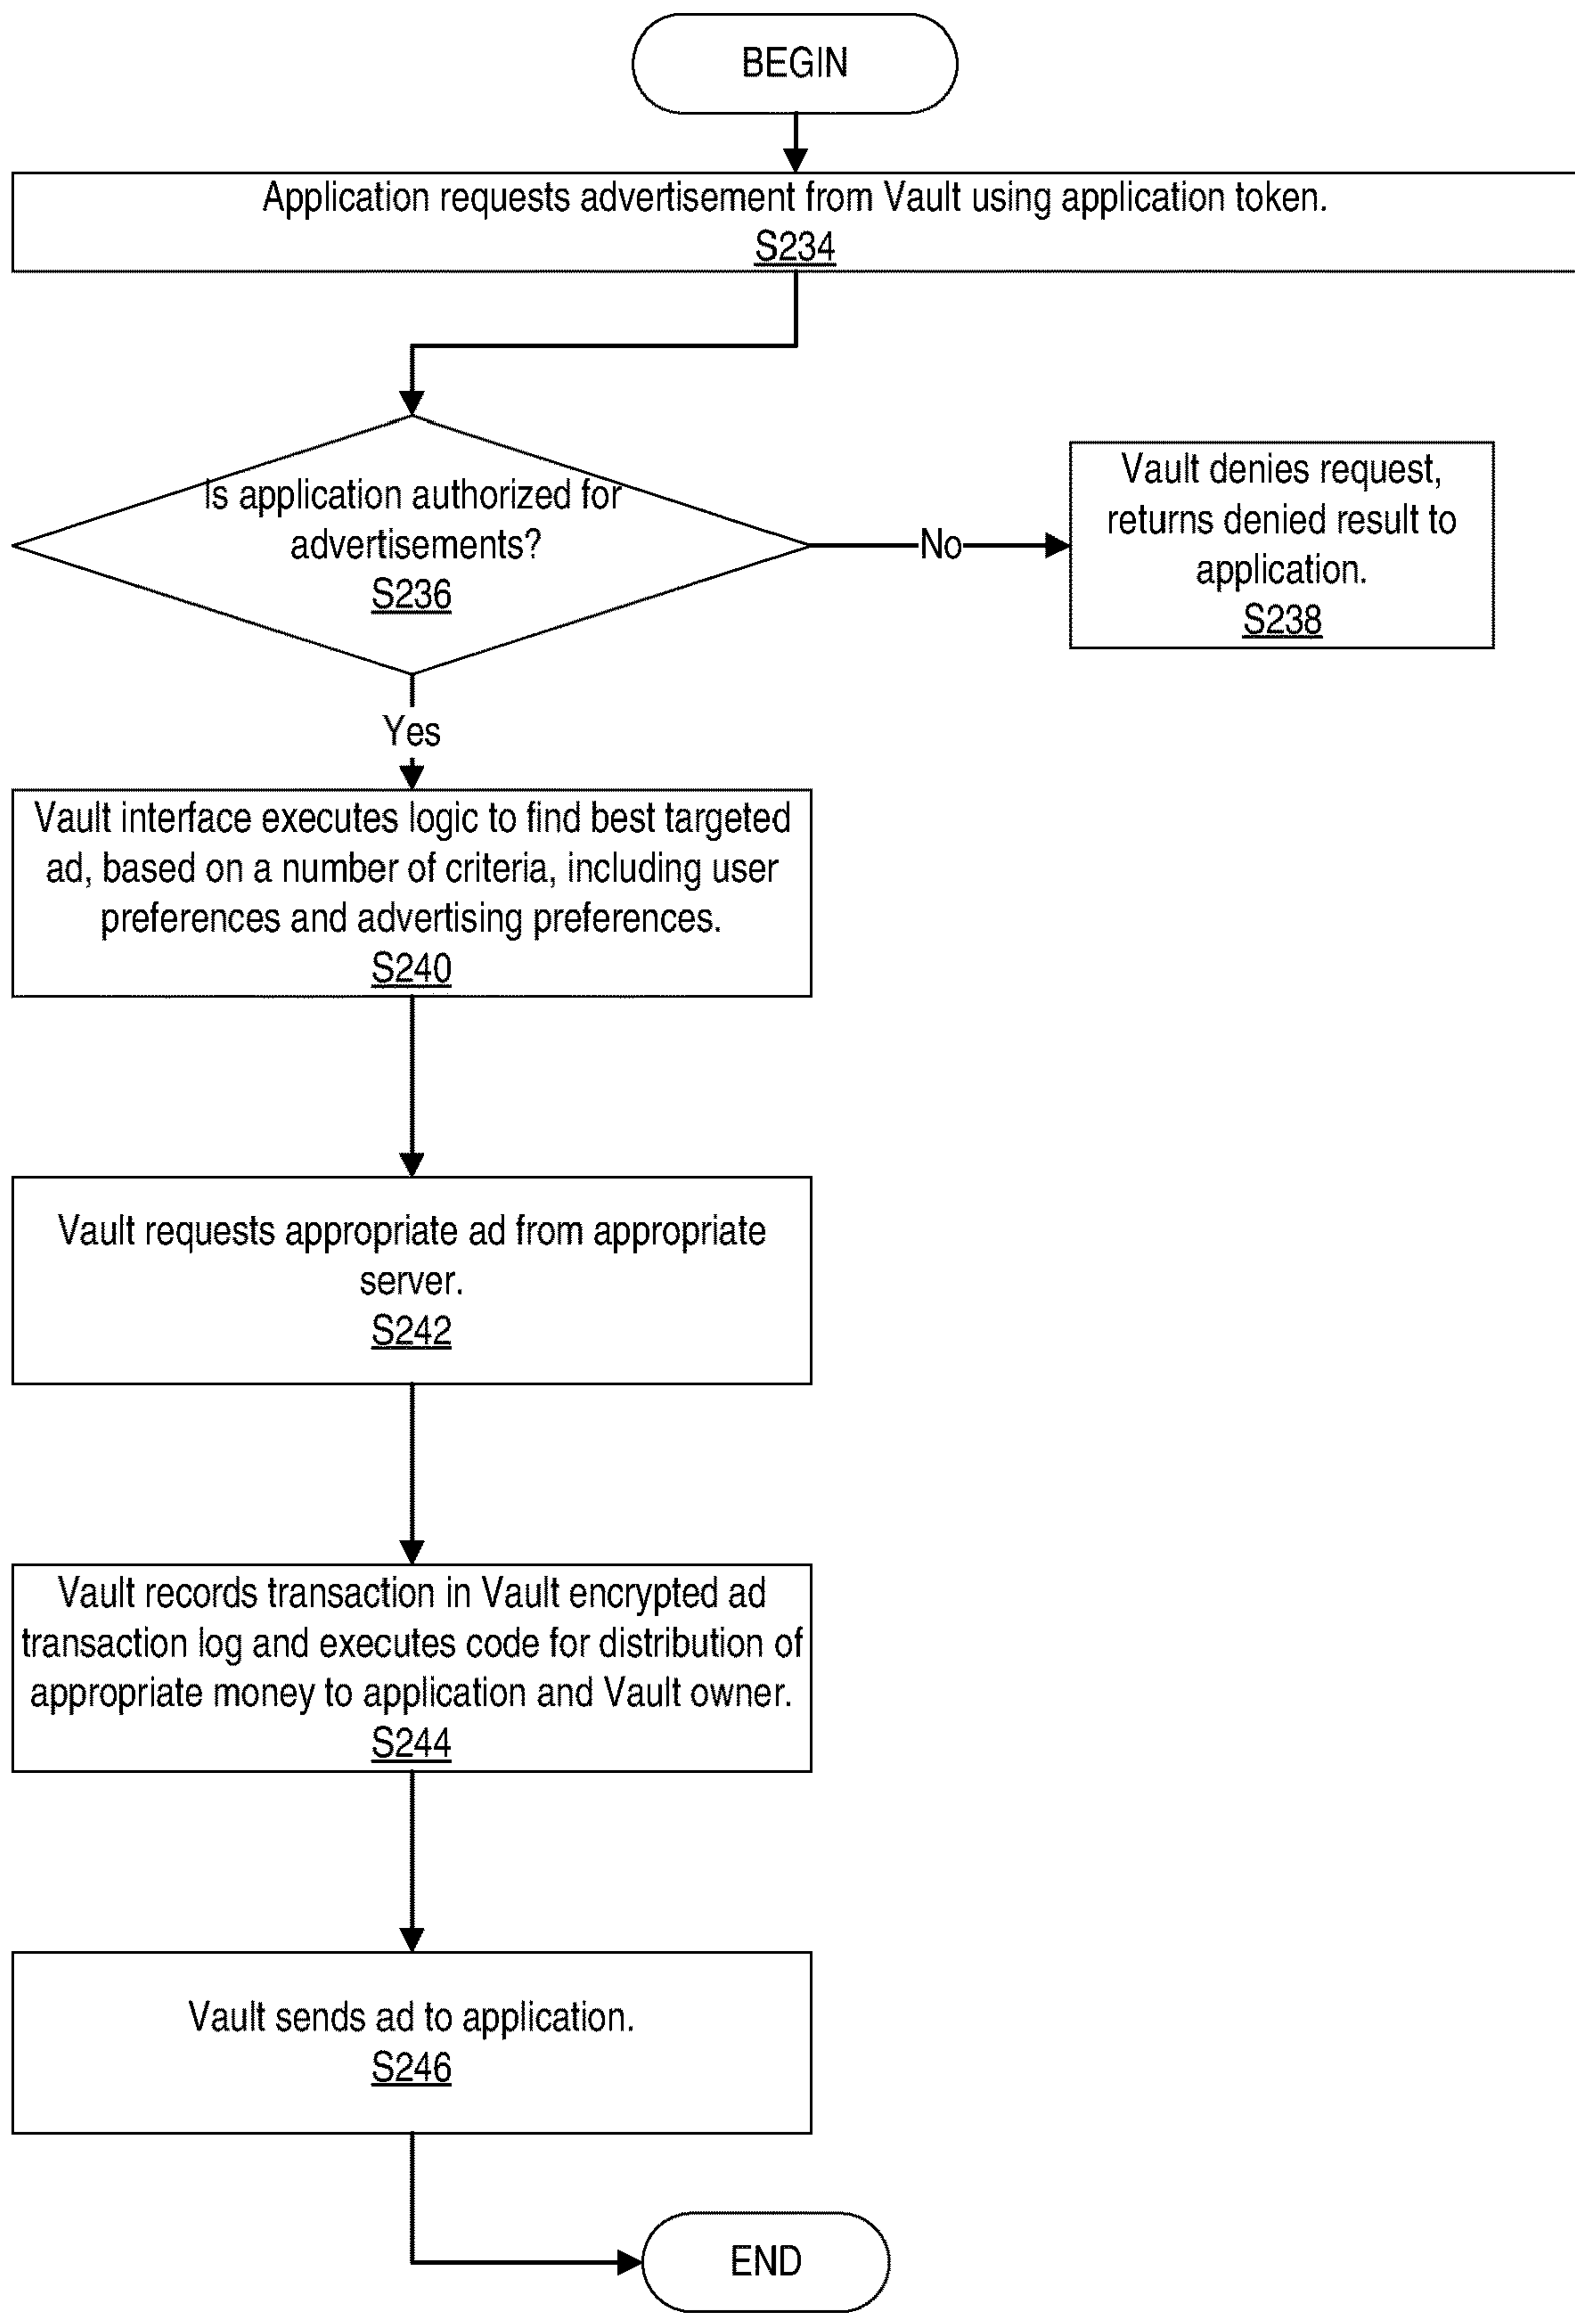 BEGIN
Application requests advertisement from Vault using application token.
S234
Is application authorized for
advertisements?
S236
No
Vault denies request,
returns denied result to
application.
S238
Yes
Vault interface executes logic to find best targeted
ad, based on a number of criteria, including user
preferences and advertising preferences.
S240
Vault requests appropriate ad from appropriate
server.
S242
Vault records transaction in Vault encrypted ad
transaction log and executes code for distribution of
appropriate money to application and Vault owner.
S244
Vault sends ad to application.
S246
END